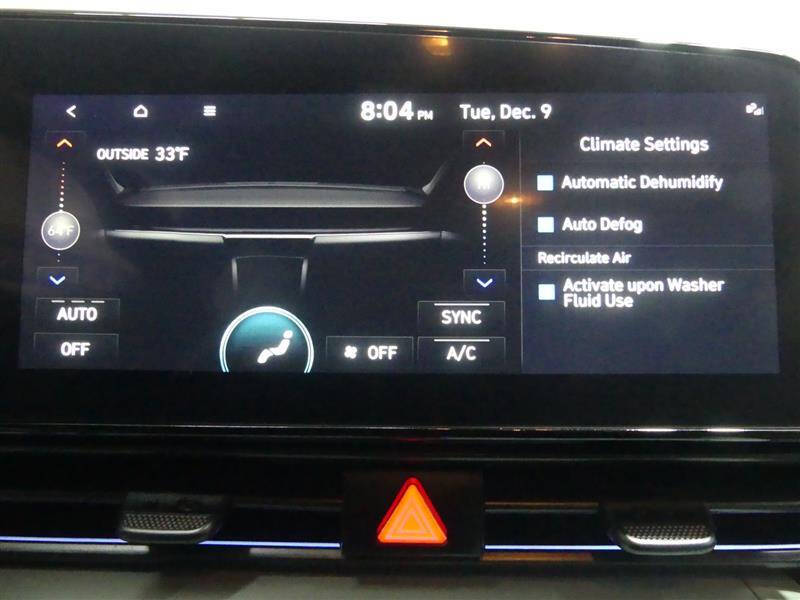 8:04 PM Tue, Dec. 9
OUTSIDE 33°F
64°F
AUTO
OFF
OFF
SYNC
A/C
Climate Settings
Automatic Dehumidify
Auto Defog
Recirculate Air
Activate upon Washer
Fluid Use